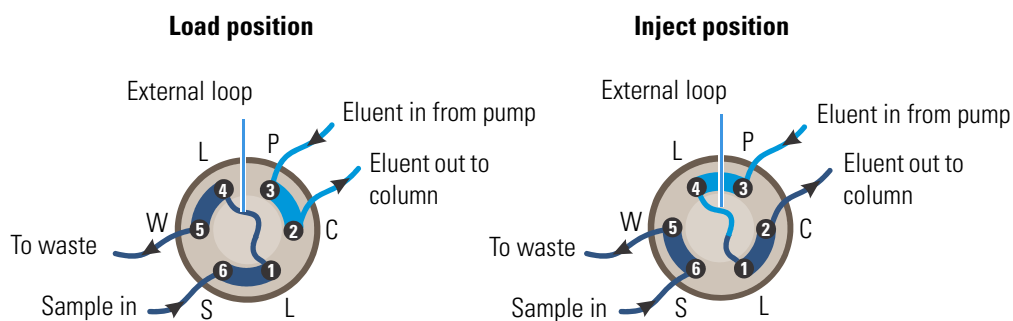 Load position
External loop
Eluent in from pump
P
L
4
3
Eluent out to
column
W
5
2
C
To waste
6
1
Sample in
S
L
Inject position
External loop
Eluent in from pump
P
L
4
3
Eluent out to
column
W
5
2
C
To waste
6
1
Sample in
S
L